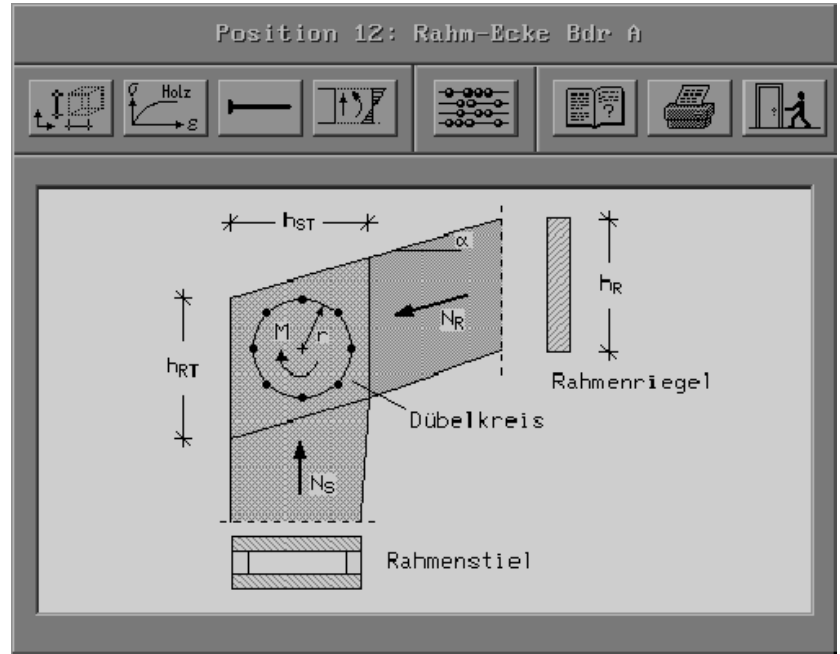 Position 12: Rahm-Ecke Bdr A
σ Holz
ε
?
hST
α
hR
NR
M
r
hRT
Rahmenriegel
Dübelkreis
NS
Rahmenstiel